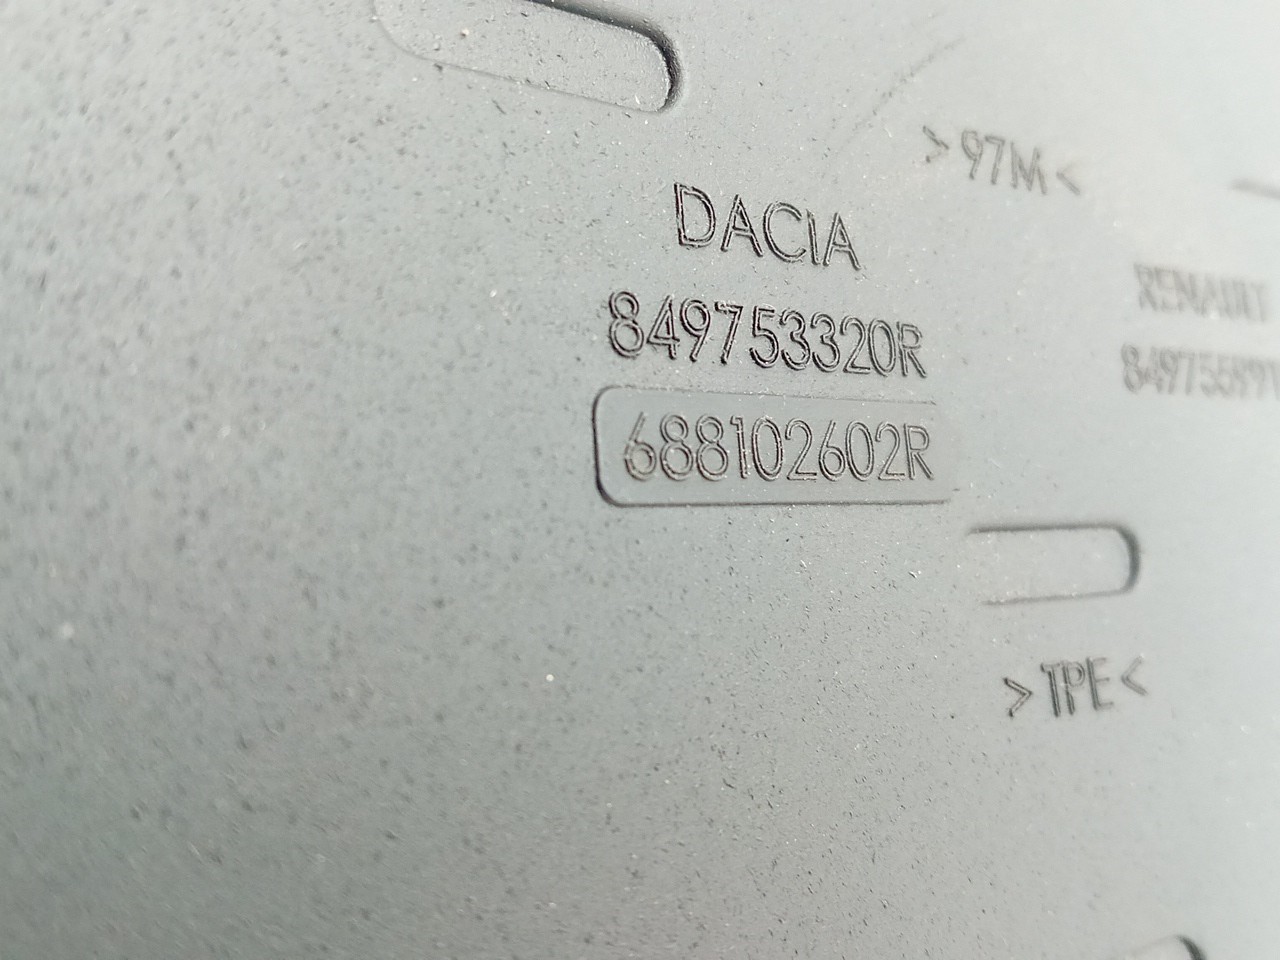 >97M<
DACIA
849753320R
688102602R
RENAULT
>TPE<